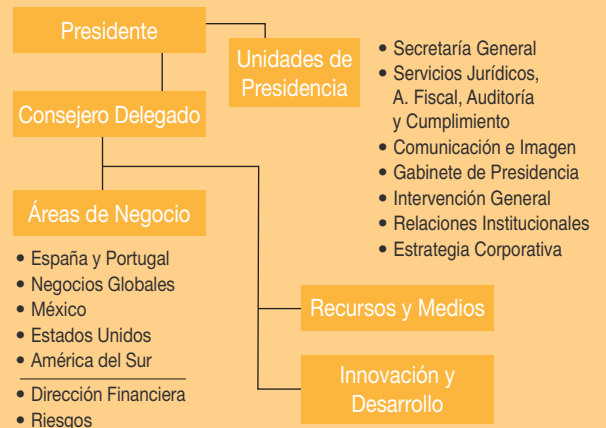 Presidente
Unidades de
Presidencia
• Secretaría General
• Servicios Jurídicos,
A. Fiscal, Auditoría
y Cumplimiento
• Comunicación e Imagen
• Gabinete de Presidencia
• Intervención General
• Relaciones Institucionales
• Estrategia Corporativa
Consejero Delegado
Áreas de Negocio
• España y Portugal
• Negocios Globales
• México
• Estados Unidos
• América del Sur
• Dirección Financiera
• Riesgos
Recursos y Medios
Innovación y
Desarrollo